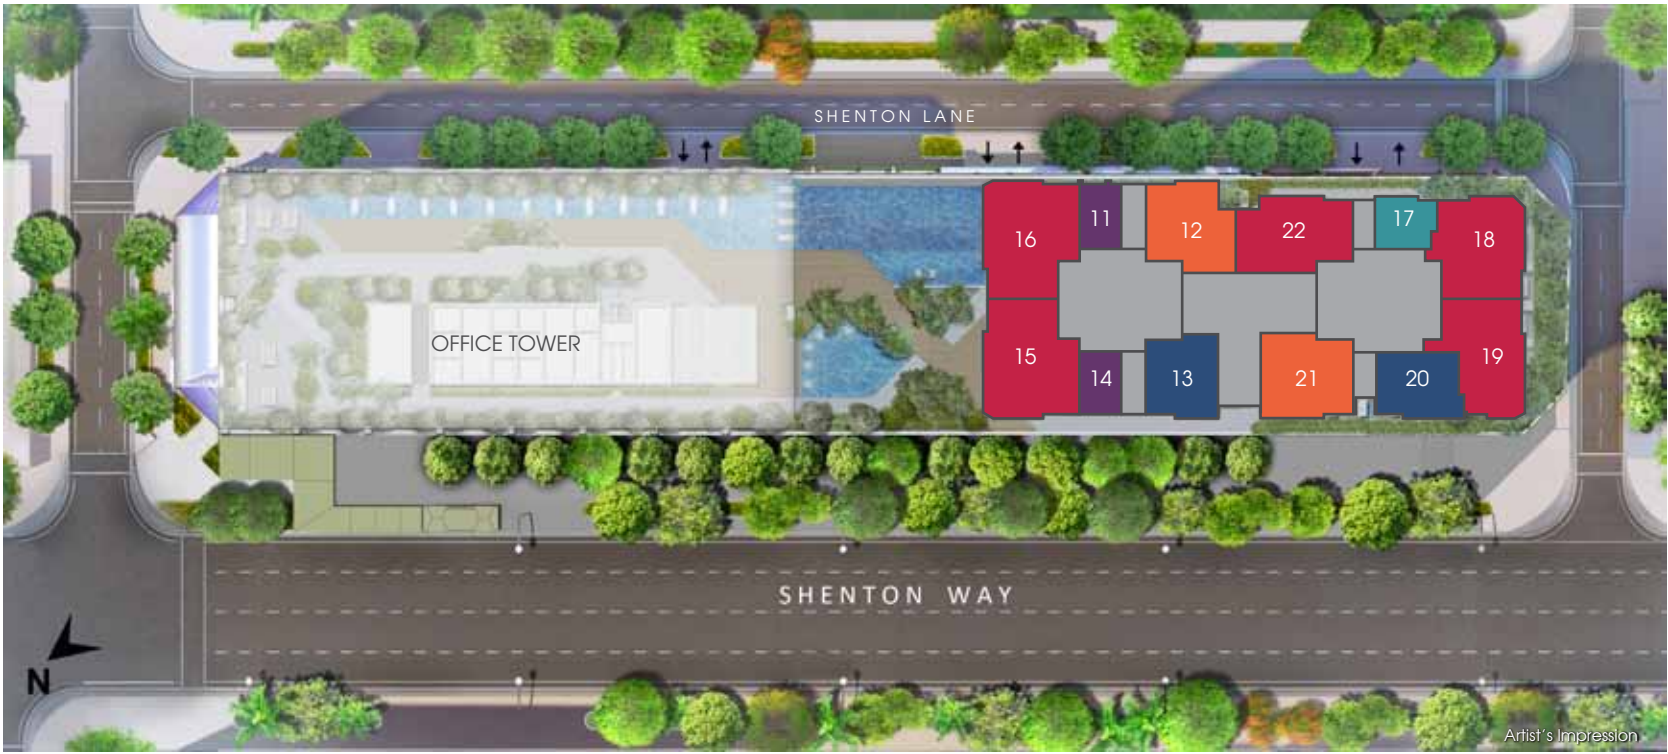 SHENTON LANE
16
11
12
22
17
18
OFFICE TOWER
15
14
13
21
20
19
SHENTON WAY
N
Artist's Impression